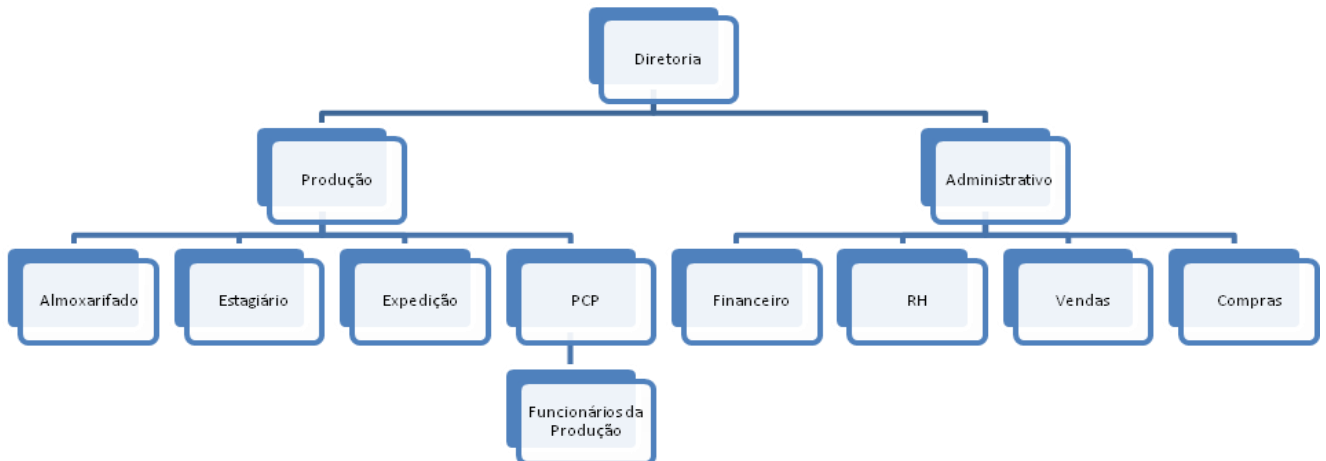 Diretoria
Produção
Administrativo
Almoxarifado
Estagiário
Expedição
PCP
Financeiro
RH
Vendas
Compras
Funcionários da
Produção